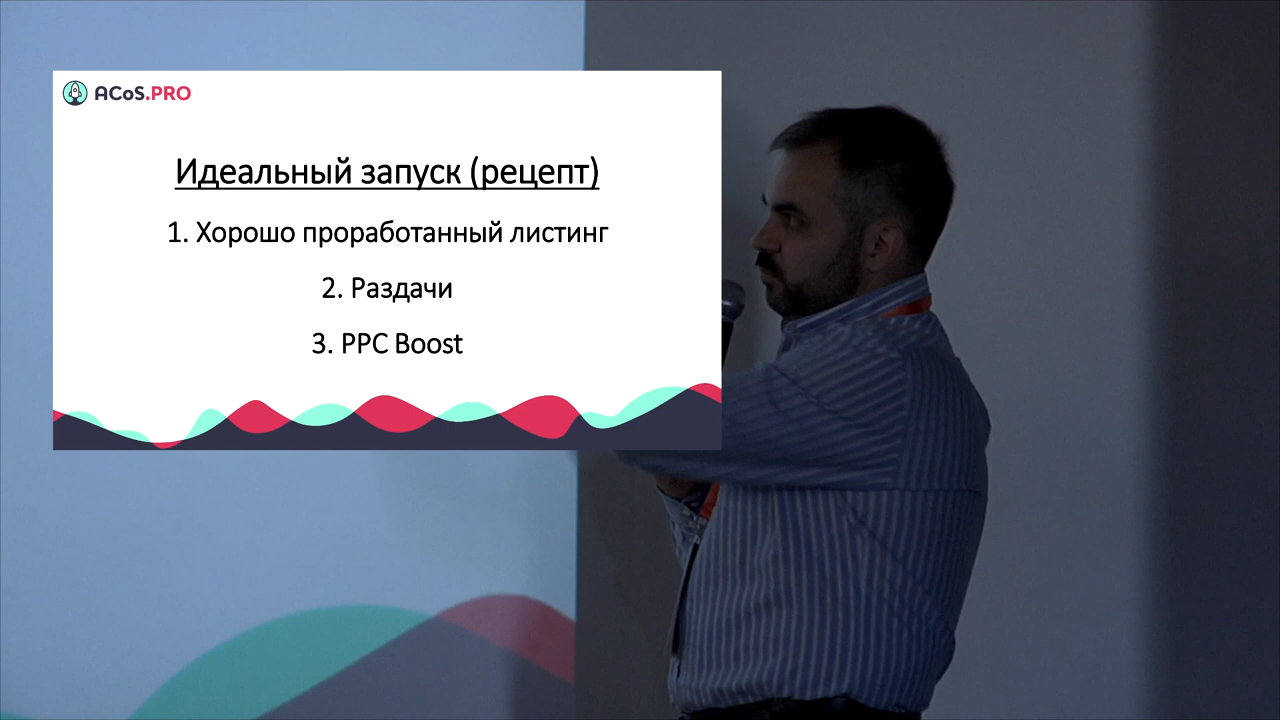 ACoS.PRO
Идеальный запуск (рецепт)
1. Хорошо проработанный листинг
2. Раздачи
3. PPC Boost